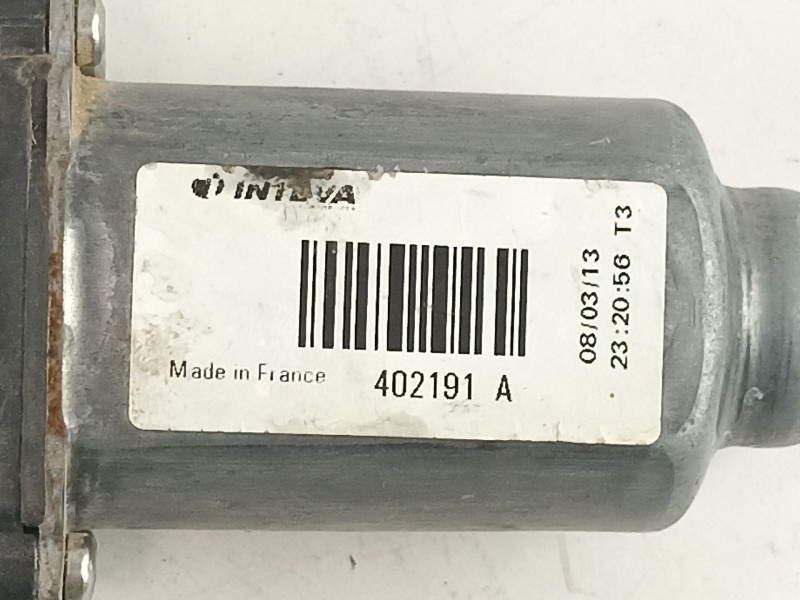 INTEVA
Made in France
402191 A
08/03/13
23:20:56 T3